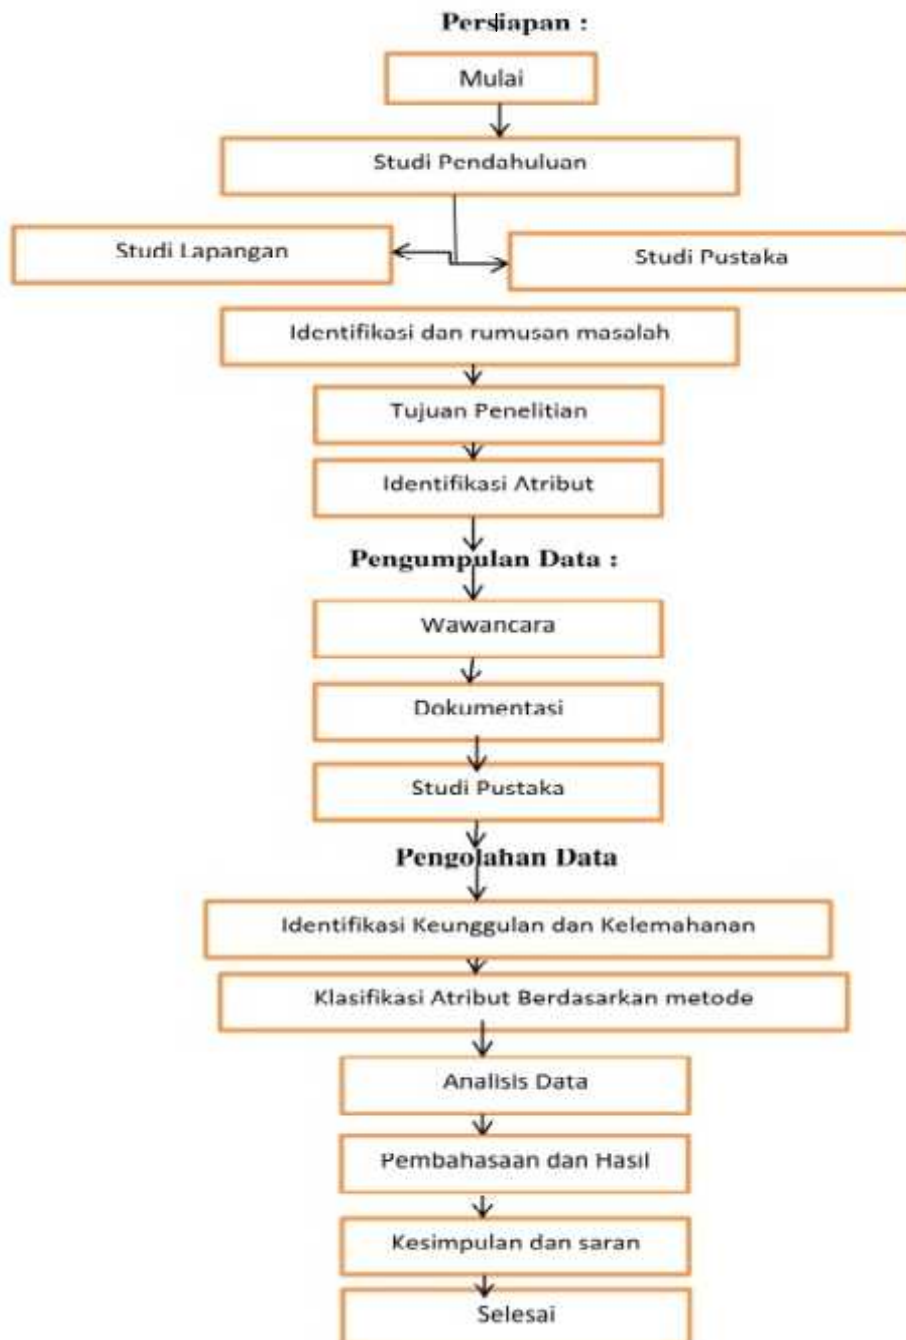 Persiapan :
Mulai
Studi Pendahuluan
Studi Lapangan
Studi Pustaka
Identifikasi dan rumusan masalah
Tujuan Penelitian
Identifikasi Atribut
Pengumpulan Data :
Wawancara
Dokumentasi
Studi Pustaka
Pengolahan Data
Identifikasi Keunggulan dan Kelemahanan
Klasifikasi Atribut Berdasarkan metode
Analisis Data
Pembahasaan dan Hasil
Kesimpulan dan saran
Selesai